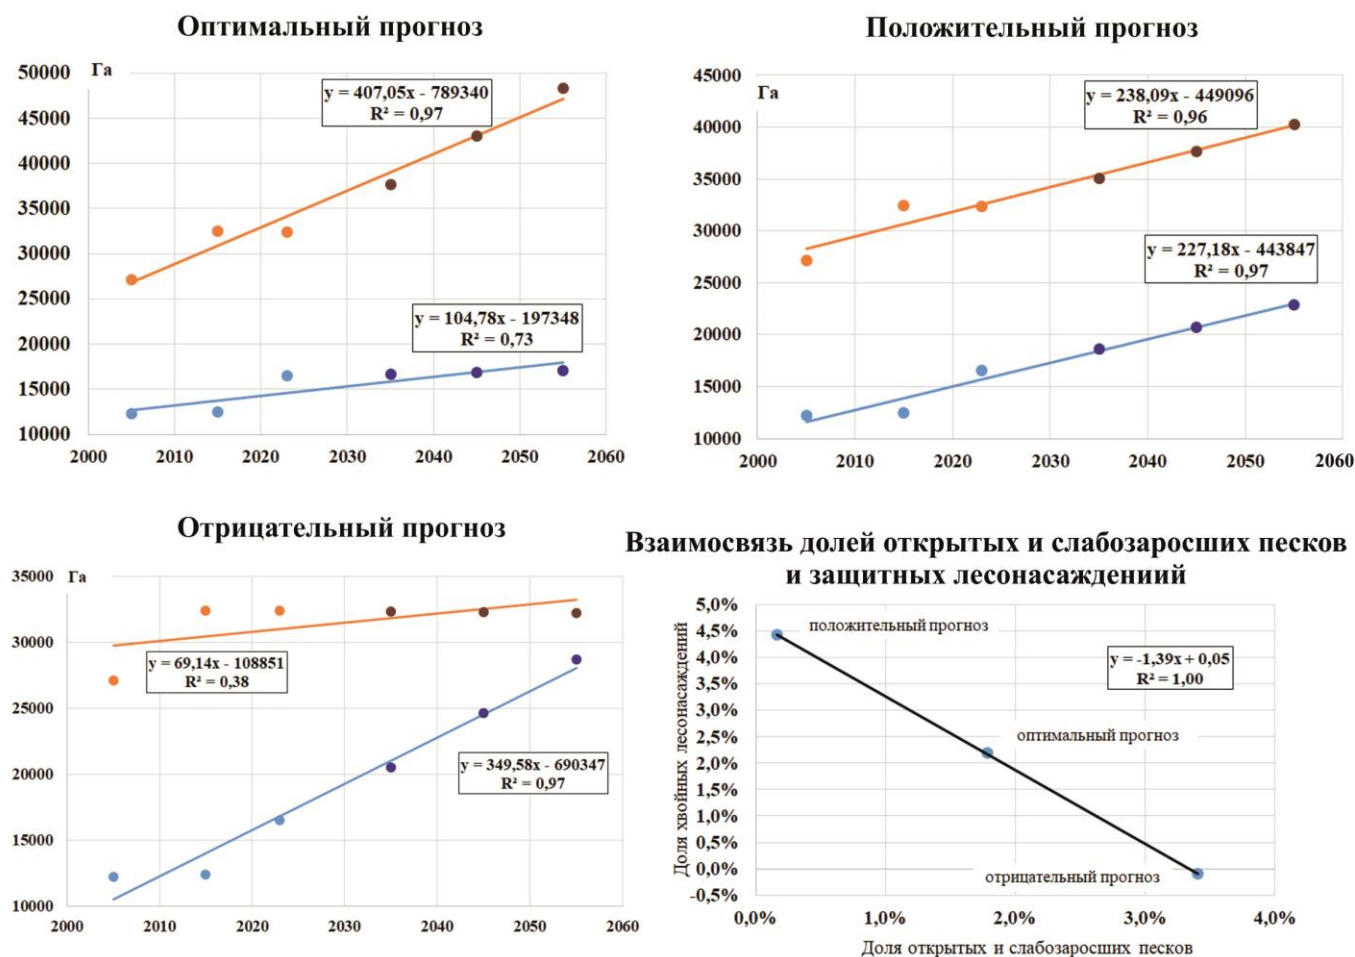 Оптимальный прогноз
50000
Га
45000
40000
35000
30000
25000
20000
15000
10000
y = 407,05x - 789340
R² = 0,97
y = 104,78x - 197348
R² = 0,73
2000 2010 2020 2030 2040 2050 2060
Положительный прогноз
45000
Га
40000
35000
30000
25000
20000
15000
10000
y = 238,09x - 449096
R² = 0,96
y = 227,18x - 443847
R² = 0,97
2000 2010 2020 2030 2040 2050 2060
Отрицательный прогноз
35000
Га
30000
25000
20000
15000
10000
y = 69,14x - 108851
R² = 0,38
y = 349,58x - 690347
R² = 0,97
2000 2010 2020 2030 2040 2050 2060
Взаимосвязь долей открытых и слабозаросших песков
и защитных лесонасаждениий
Доля хвойных лесонасаждений
5,0%
4,5%
4,0%
3,5%
3,0%
2,5%
2,0%
1,5%
1,0%
0,5%
0,0%
-0,5%
положительный прогноз
y = -1,39x + 0,05
R² = 1,00
оптимальный прогноз
отрицательный прогноз
0,0% 1,0% 2,0% 3,0% 4,0%
Доля открытых и слабозаросших песков